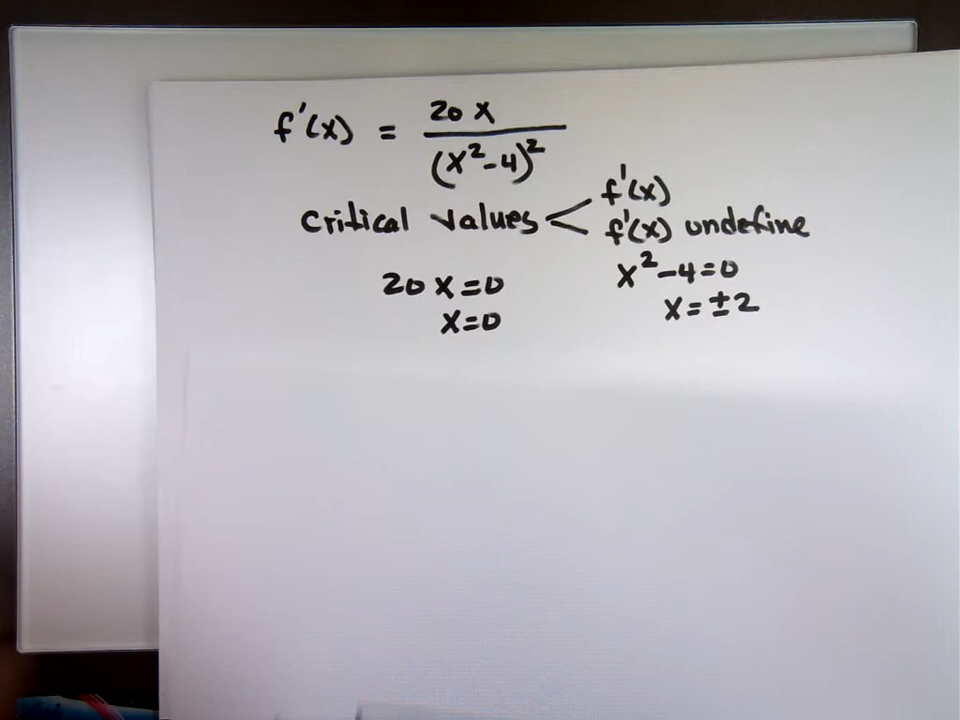 f'(x) = 20x / (x²-4)²
critical values < f'(x)
f'(x) undefine
20x=0
x²-4=0
x=0
x=±2